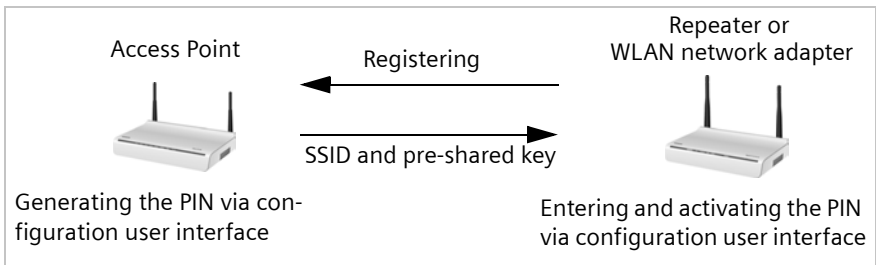 Access Point
Registering
Repeater or
WLAN network adapter
SSID and pre-shared key
Generating the PIN via con-
figuration user interface
Entering and activating the PIN
via configuration user interface